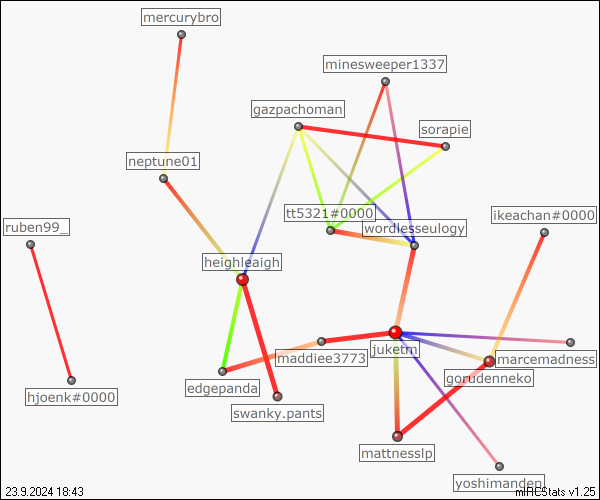 mercurybro
minesweeper1337
gazpachoman
sorapie
neptune01
tt5321#0000
ikeachan#0000
ruben99_
wordlesseulogy
heighleaigh
juketm
maddiee3773
marcemadness
gorudenneko
edgepanda
hjoenk#0000
swanky.pants
mattnesslp
yoshimanden
23.9.2024 18:43
mIRCStats v1.25